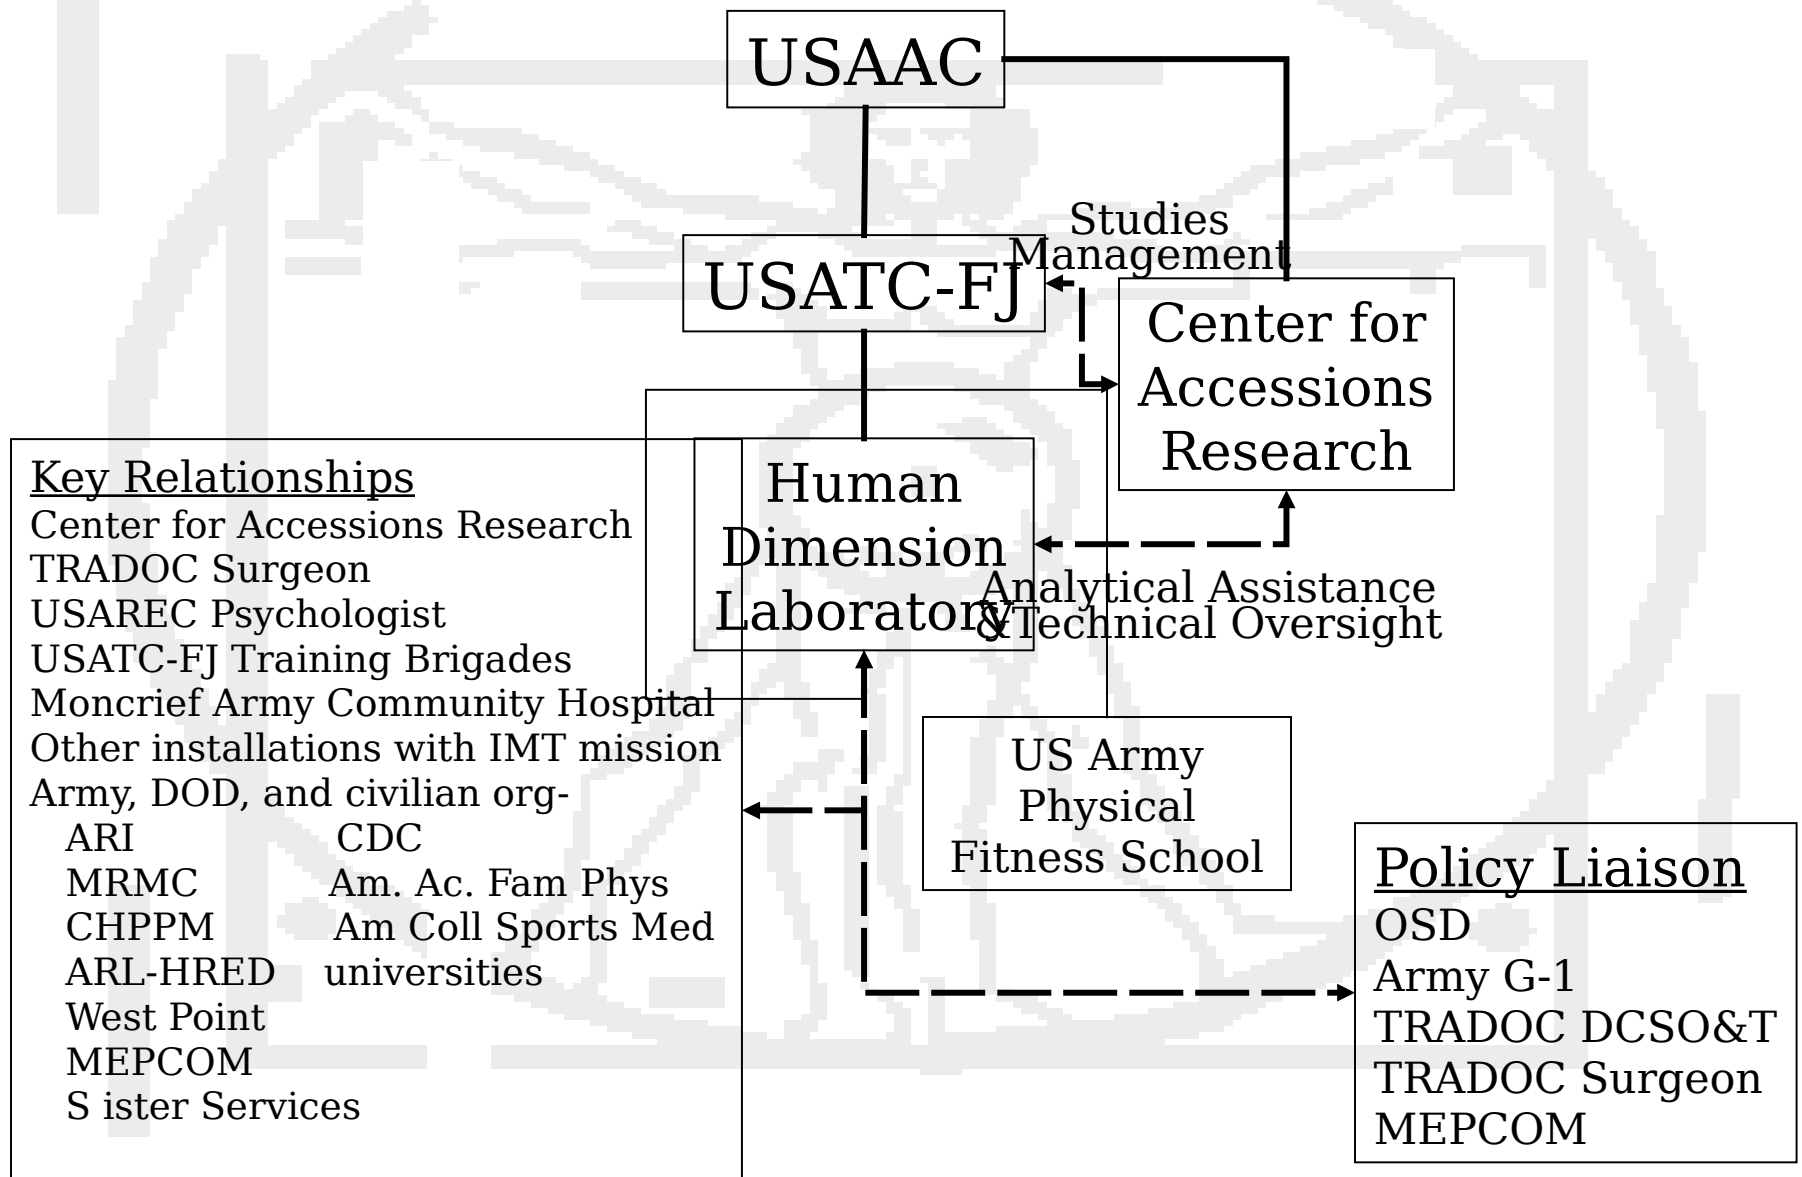 USAAC
Studies
Management
USATC-FJ
Center for
Accessions
Research
Human
Dimension
Laboratory
Analytical Assistance
&Technical Oversight
Key Relationships
Center for Accessions Research
TRADOC Surgeon
USAREC Psychologist
USATC-FJ Training Brigades
Moncrief Army Community Hospital
Other installations with IMT mission
Army, DOD, and civilian org-
ARI CDC
MRMC Am. Ac. Fam Phys
CHPPM Am Coll Sports Med
ARL-HRED universities
West Point
MEPCOM
S ister Services
US Army
Physical
Fitness School
Policy Liaison
OSD
Army G-1
TRADOC DCSO&T
TRADOC Surgeon
MEPCOM